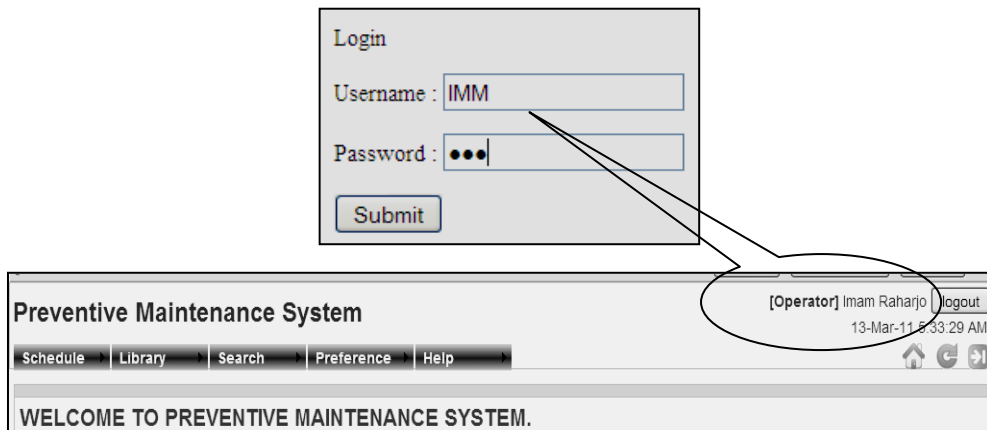 Login
Username : IMM
Password : •••
Submit
Preventive Maintenance System
[Operator] Imam Raharjo logout
13-Mar-11 5:33:29 AM
Schedule Library Search Preference Help
WELCOME TO PREVENTIVE MAINTENANCE SYSTEM.